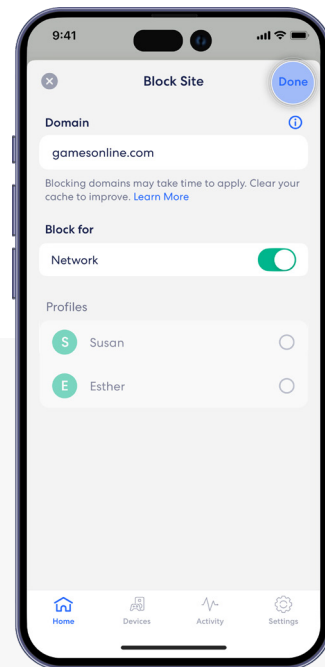 9:41
Block Site
Done
Domain
gamesonline.com
Blocking domains may take time to apply. Clear your
cache to improve. Learn More
Block for
Network
Profiles
S Susan
E Esther
Home Devices Activity Settings